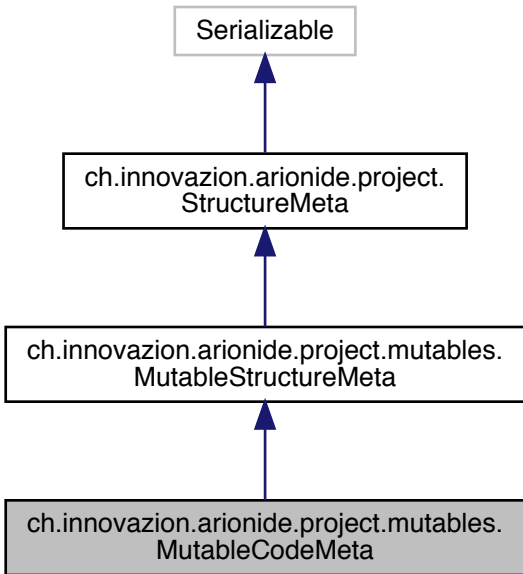 Serializable
ch.innovazion.arionide.project.
StructureMeta
ch.innovazion.arionide.project.mutables.
MutableStructureMeta
ch.innovazion.arionide.project.mutables.
MutableCodeMeta